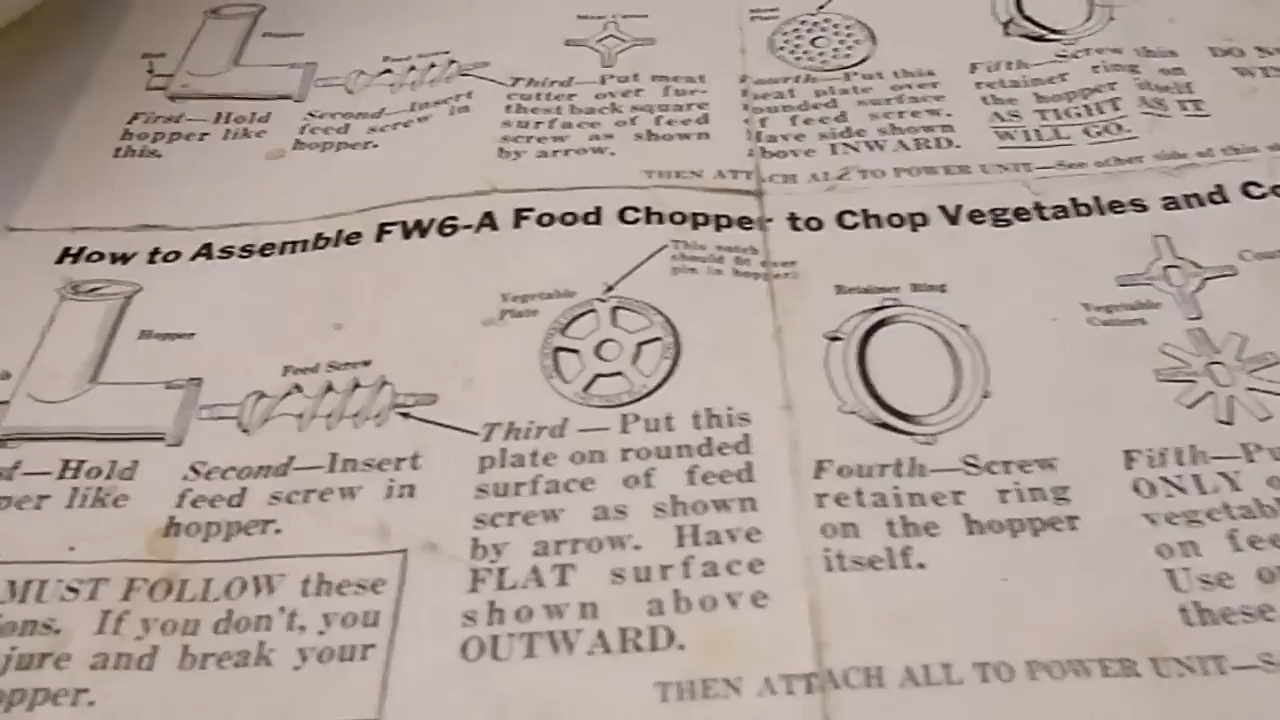 Hopper
Feed Screw
Meat Cutter
Meat
Plate
First—Hold
hopper like
this.
Second—Insert
feed screw in
hopper.
Third—Put meat
cutter over fur-
thest back square
surface of feed
screw as shown
by arrow.
Fourth—Put this
meat plate over
rounded surface
of feed screw.
Have side shown
above INWARD.
Fifth—Screw this
retainer ring on
the hopper itself
AS TIGHT AS IT
WILL GO.
DO
THEN ATTACH ALL TO POWER UNIT—See other side of this
How to Assemble FW6-A Food Chopper to Chop Vegetables and
Hopper
Feed Screw
Vegetable
Plate
This notch
should fit over
pin in hopper.
Retainer Ring
Vegetable
Cutters
st—Hold
per like
Second—Insert
feed screw in
hopper.
Third—Put this
plate on rounded
surface of feed
screw as shown
by arrow. Have
FLAT surface
shown above
OUTWARD.
Fourth—Screw
retainer ring
on the hopper
itself.
Fifth—Pu
ONLY
vegetab
on fee
Use
these
MUST FOLLOW these
ons. If you don't, you
jure and break your
opper.
THEN ATTACH ALL TO POWER UNIT—S